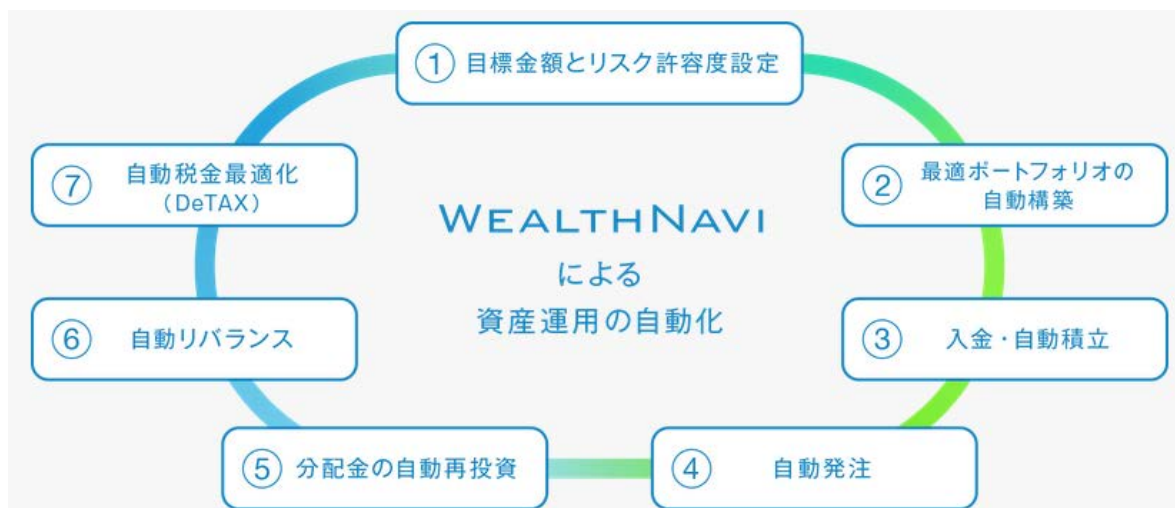 ① 目標金額とリスク許容度設定
② 最適ポートフォリオの
自動構築
③ 入金・自動積立
④ 自動発注
⑤ 分配金の自動再投資
⑥ 自動リバランス
⑦ 自動税金最適化
(DeTAX)
WEALTHNAVI
による
資産運用の自動化